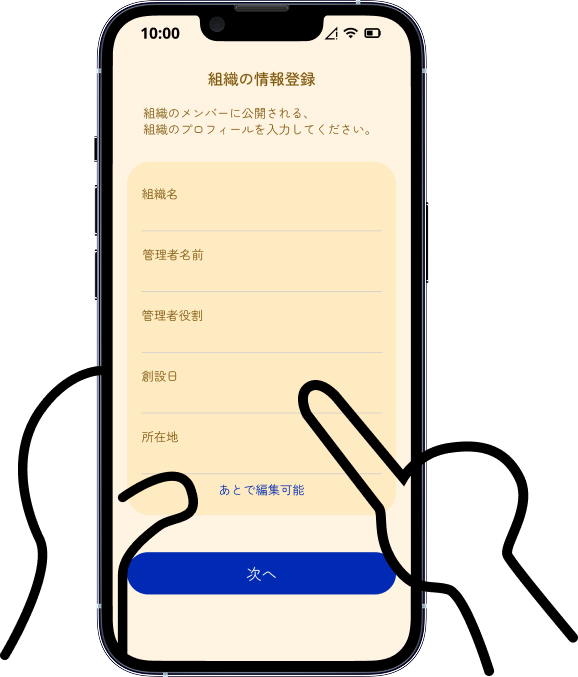 10:00
組織の情報登録
組織のメンバーに公開される、
組織のプロフィールを入力してください。
組織名
管理者名前
管理者役割
創設日
所在地
あとで編集可能
次へ